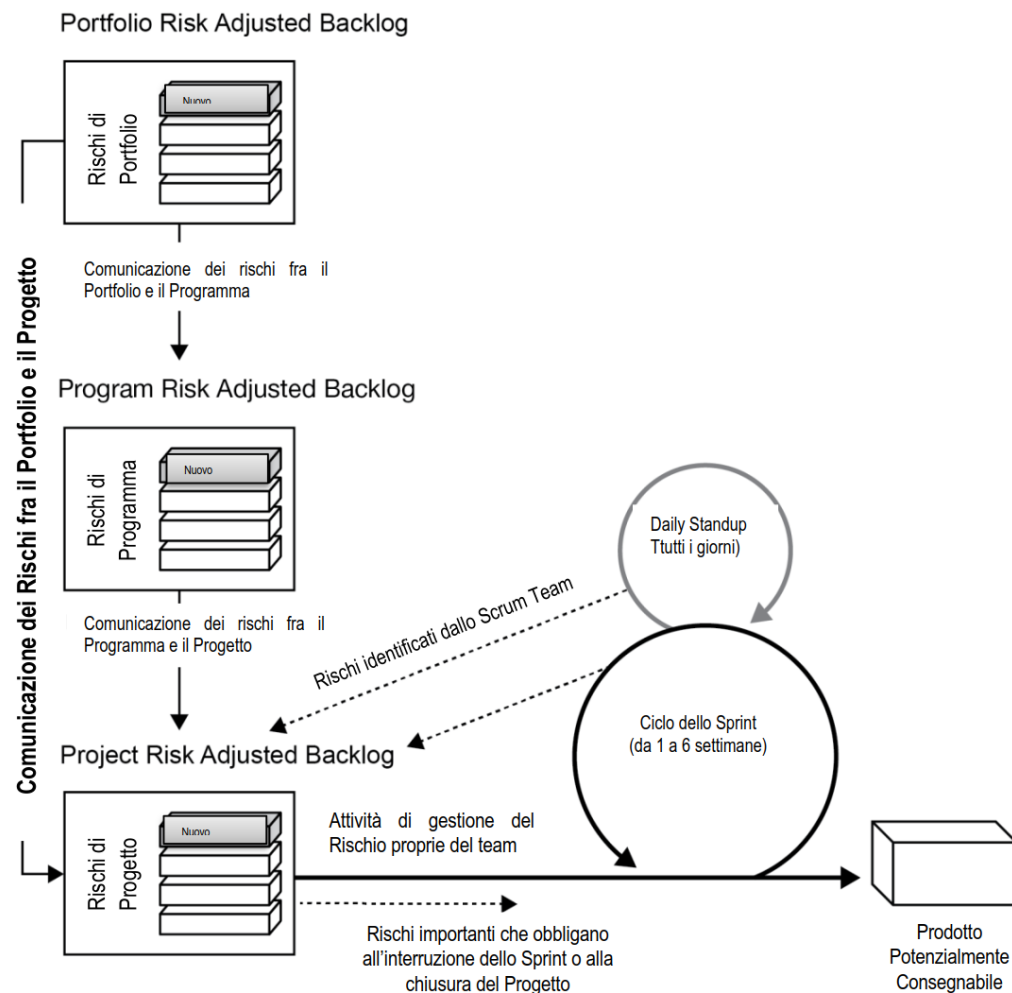 Portfolio Risk Adjusted Backlog
Rischi di
Portfolio
Nuovo
Comunicazione dei rischi fra il
Portfolio e il Programma
Comunicazione dei Rischi fra il Portfolio e il Progetto
Program Risk Adjusted Backlog
Rischi di
Programma
Nuovo
Comunicazione dei rischi fra il
Programma e il Progetto
Daily Standup
Ttutti i giorni)
Rischi identificati dallo Scrum Team
Ciclo dello Sprint
(da 1 a 6 settimane)
Project Risk Adjusted Backlog
Rischi di
Progetto
Nuovo
Attività di gestione del
Rischio proprie del team
Rischi importanti che obbligano
all'interruzione dello Sprint o alla
chiusura del Progetto
Prodotto
Potenzialmente
Consegnabile